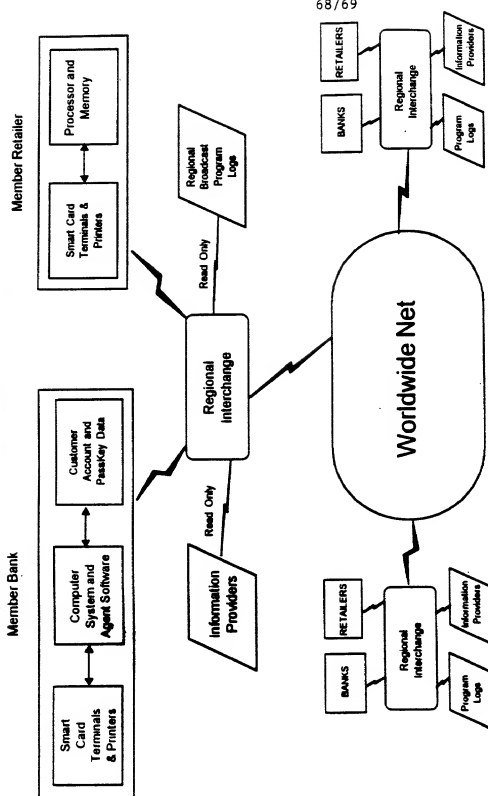 68/69
Member Bank
Smart
Card
Terminals
& Printers
Computer
System and
Agent Software
Customer
Account and
PassKey Data
Member Retailer
Smart Card
Terminals &
Printers
Processor and
Memory
Information
Providers
Read Only
Regional
Interchange
Read Only
Regional
Broadcast
Program
Logs
BANKS
RETAILERS
Regional
Interchange
Program
Logs
Information
Providers
Worldwide Net
BANKS
RETAILERS
Regional
Interchange
Program
Logs
Information
Providers